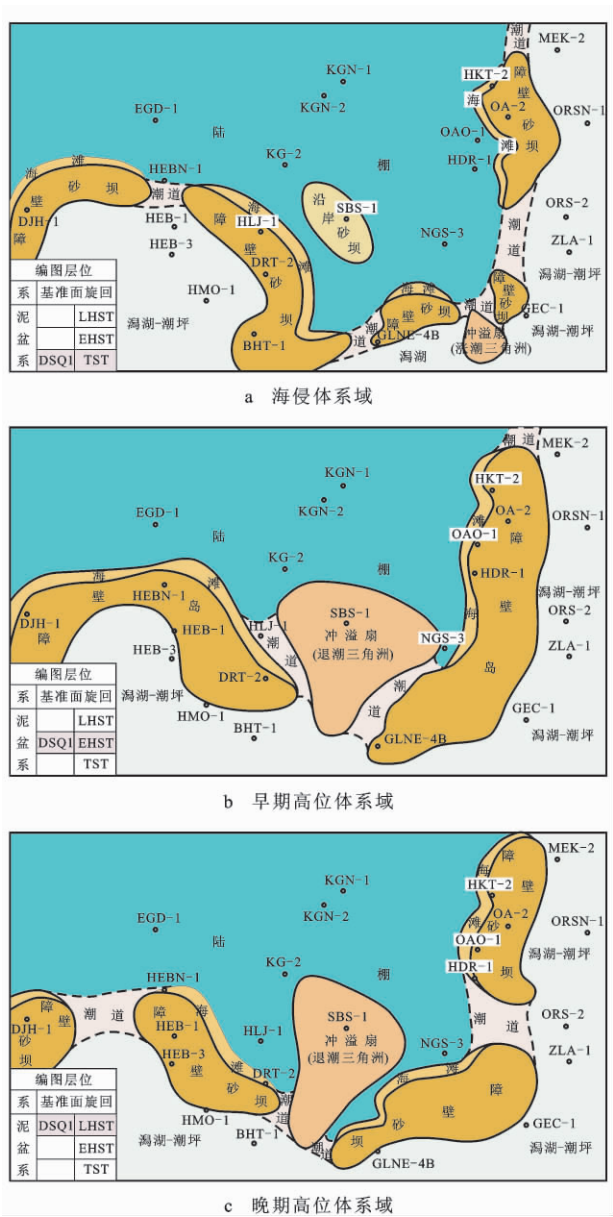 潮道
MEK-2
KGN-1
HKT-2
障壁砂坝
KGN-2
海滩
OA-2
EGD-1
ORSN-1
陆棚
OAO-1
KG-2
HDR-1
海滩
HEBN-1
沿岸砂坝
障壁砂坝
潮道
障壁砂坝
海滩
SBS-1
DJH-1
HEB-1
HLJ-1
ORS-2
潮道
HEB-3
NGS-3
ZLA-1
DRT-2
编图层位
系 基准面旋回
泥 LHST
盆 EHST
系 DSQ1 TST
HMO-1
海滩
潟湖-潮坪
潟湖-潮坪
障壁砂坝
潮道
障壁砂坝
GEC-1
BHT-1
潮道
GLNE-4B
冲溢扇
(涨潮三角洲)
潟湖-潮坪
潟湖
a 海侵体系域
潮道
MEK-2
KGN-1
HKT-2
KGN-2
EGD-1
OA-2
ORSN-1
陆棚
海滩
OAO-1
障壁岛
KG-2
HDR-1
海滩
HEBN-1
潟湖-潮坪
障壁岛
DJH-1
SBS-1
ORS-2
HEB-1
HLJ-1
冲溢扇
(退潮三角洲)
NGS-3
HEB-3
潮道
ZLA-1
DRT-2
潮道
编图层位
系 基准面旋回
泥 LHST
盆 DSQ1 EHST
系 TST
潟湖-潮坪
HMO-1
GEC-1
BHT-1
GLNE-4B
潟湖-潮坪
b 早期高位体系域
MEK-2
障壁砂坝
海滩
KGN-1
HKT-2
KGN-2
OA-2
EGD-1
ORSN-1
陆棚
OAO-1
潟湖-潮坪
KG-2
HDR-1
HEBN-1
障壁砂坝
潮道
障壁砂坝
海滩
DJH-1
SBS-1
潮道
ORS-2
HEB-1
HLJ-1
冲溢扇
(退潮三角洲)
NGS-3
HEB-3
ZLA-1
DRT-2
海滩
障壁砂坝
编图层位
系 基准面旋回
泥 DSQ1 LHST
盆 EHST
系 TST
HMO-1
潮道
GEC-1
BHT-1
潮道
GLNE-4B
潟湖-潮坪
潟湖-潮坪
c 晚期高位体系域